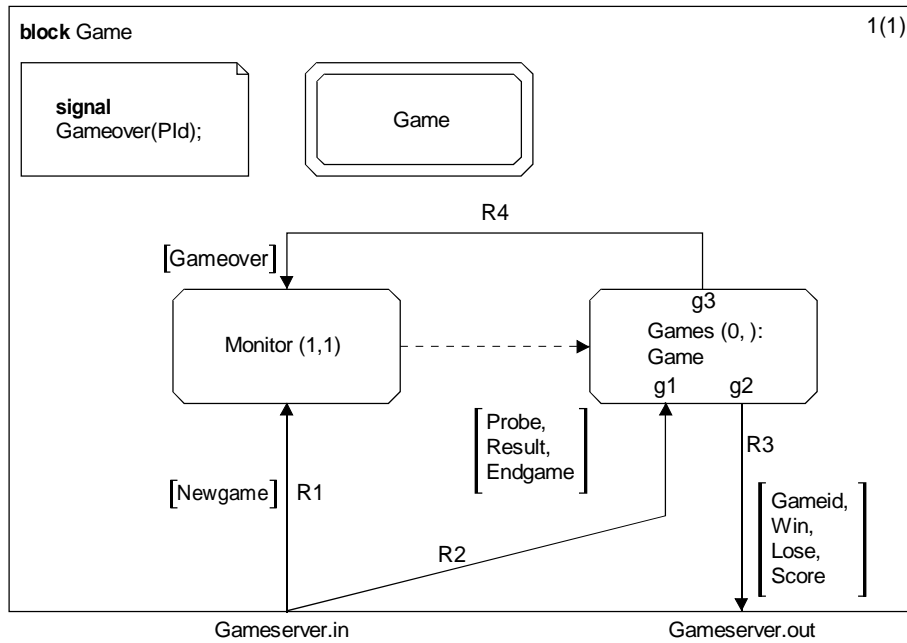 block Game
1(1)
signal
Gameover(PId);
Game
R4
[Gameover]
g3
Monitor (1,1)
Games (0, ):
Game
g1 g2
Probe,
Result,
Endgame
R3
[Newgame] R1
Gameid,
Win,
Lose,
Score
R2
Gameserver.in
Gameserver.out